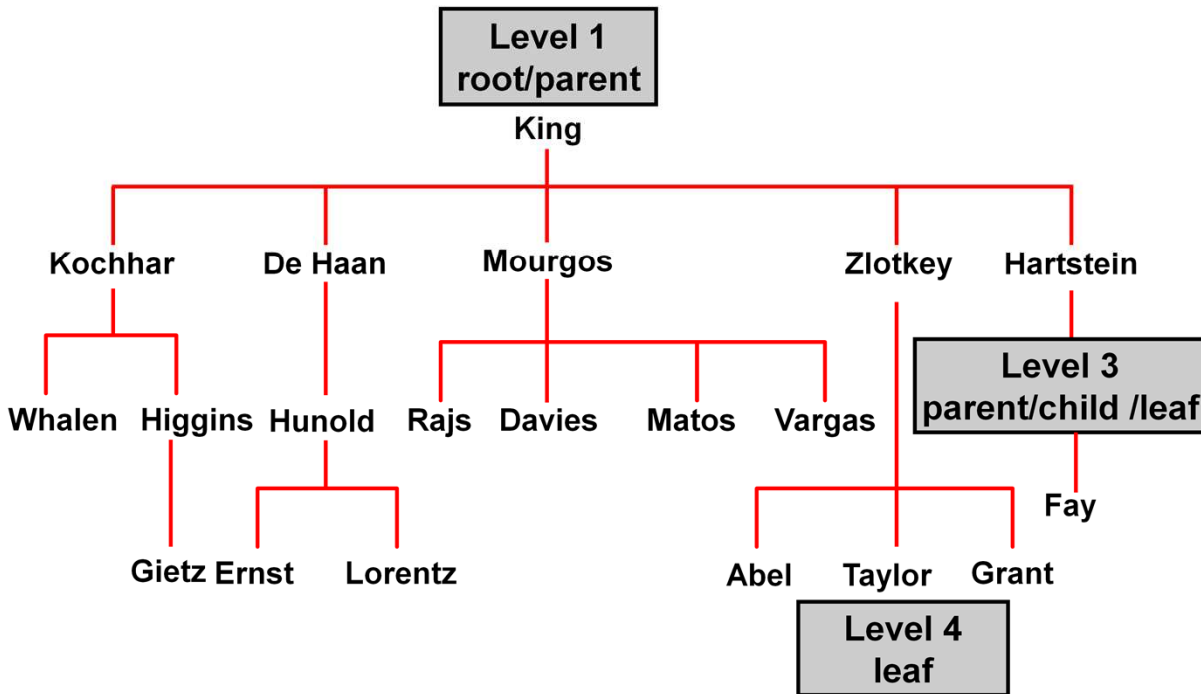 Level 1
root/parent
King
Kochhar De Haan Mourgos Zlotkey Hartstein
Level 3
parent/child /leaf
Whalen Higgins Hunold Rajs Davies Matos Vargas
Fay
Gietz Ernst Lorentz Abel Taylor Grant
Level 4
leaf